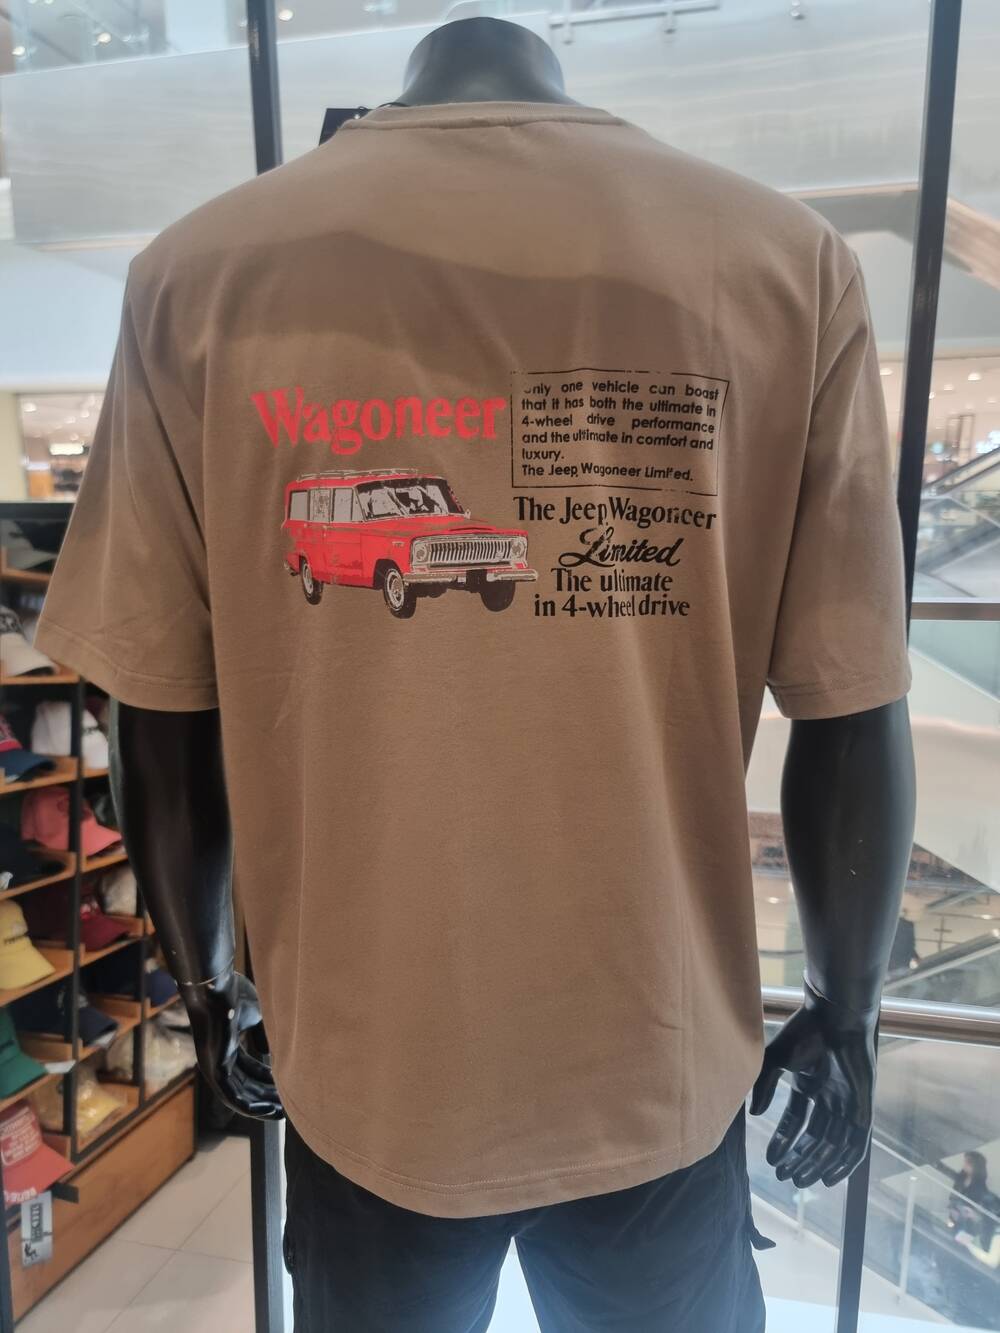 Wagoneer
only one vehicle can boast
that it has both the ultimate in
4-wheel drive performance
and the ultimate in comfort and
luxury.
The Jeep Wagoneer Limited.
The Jeep Wagoneer
Limited
The ultimate
in 4-wheel drive